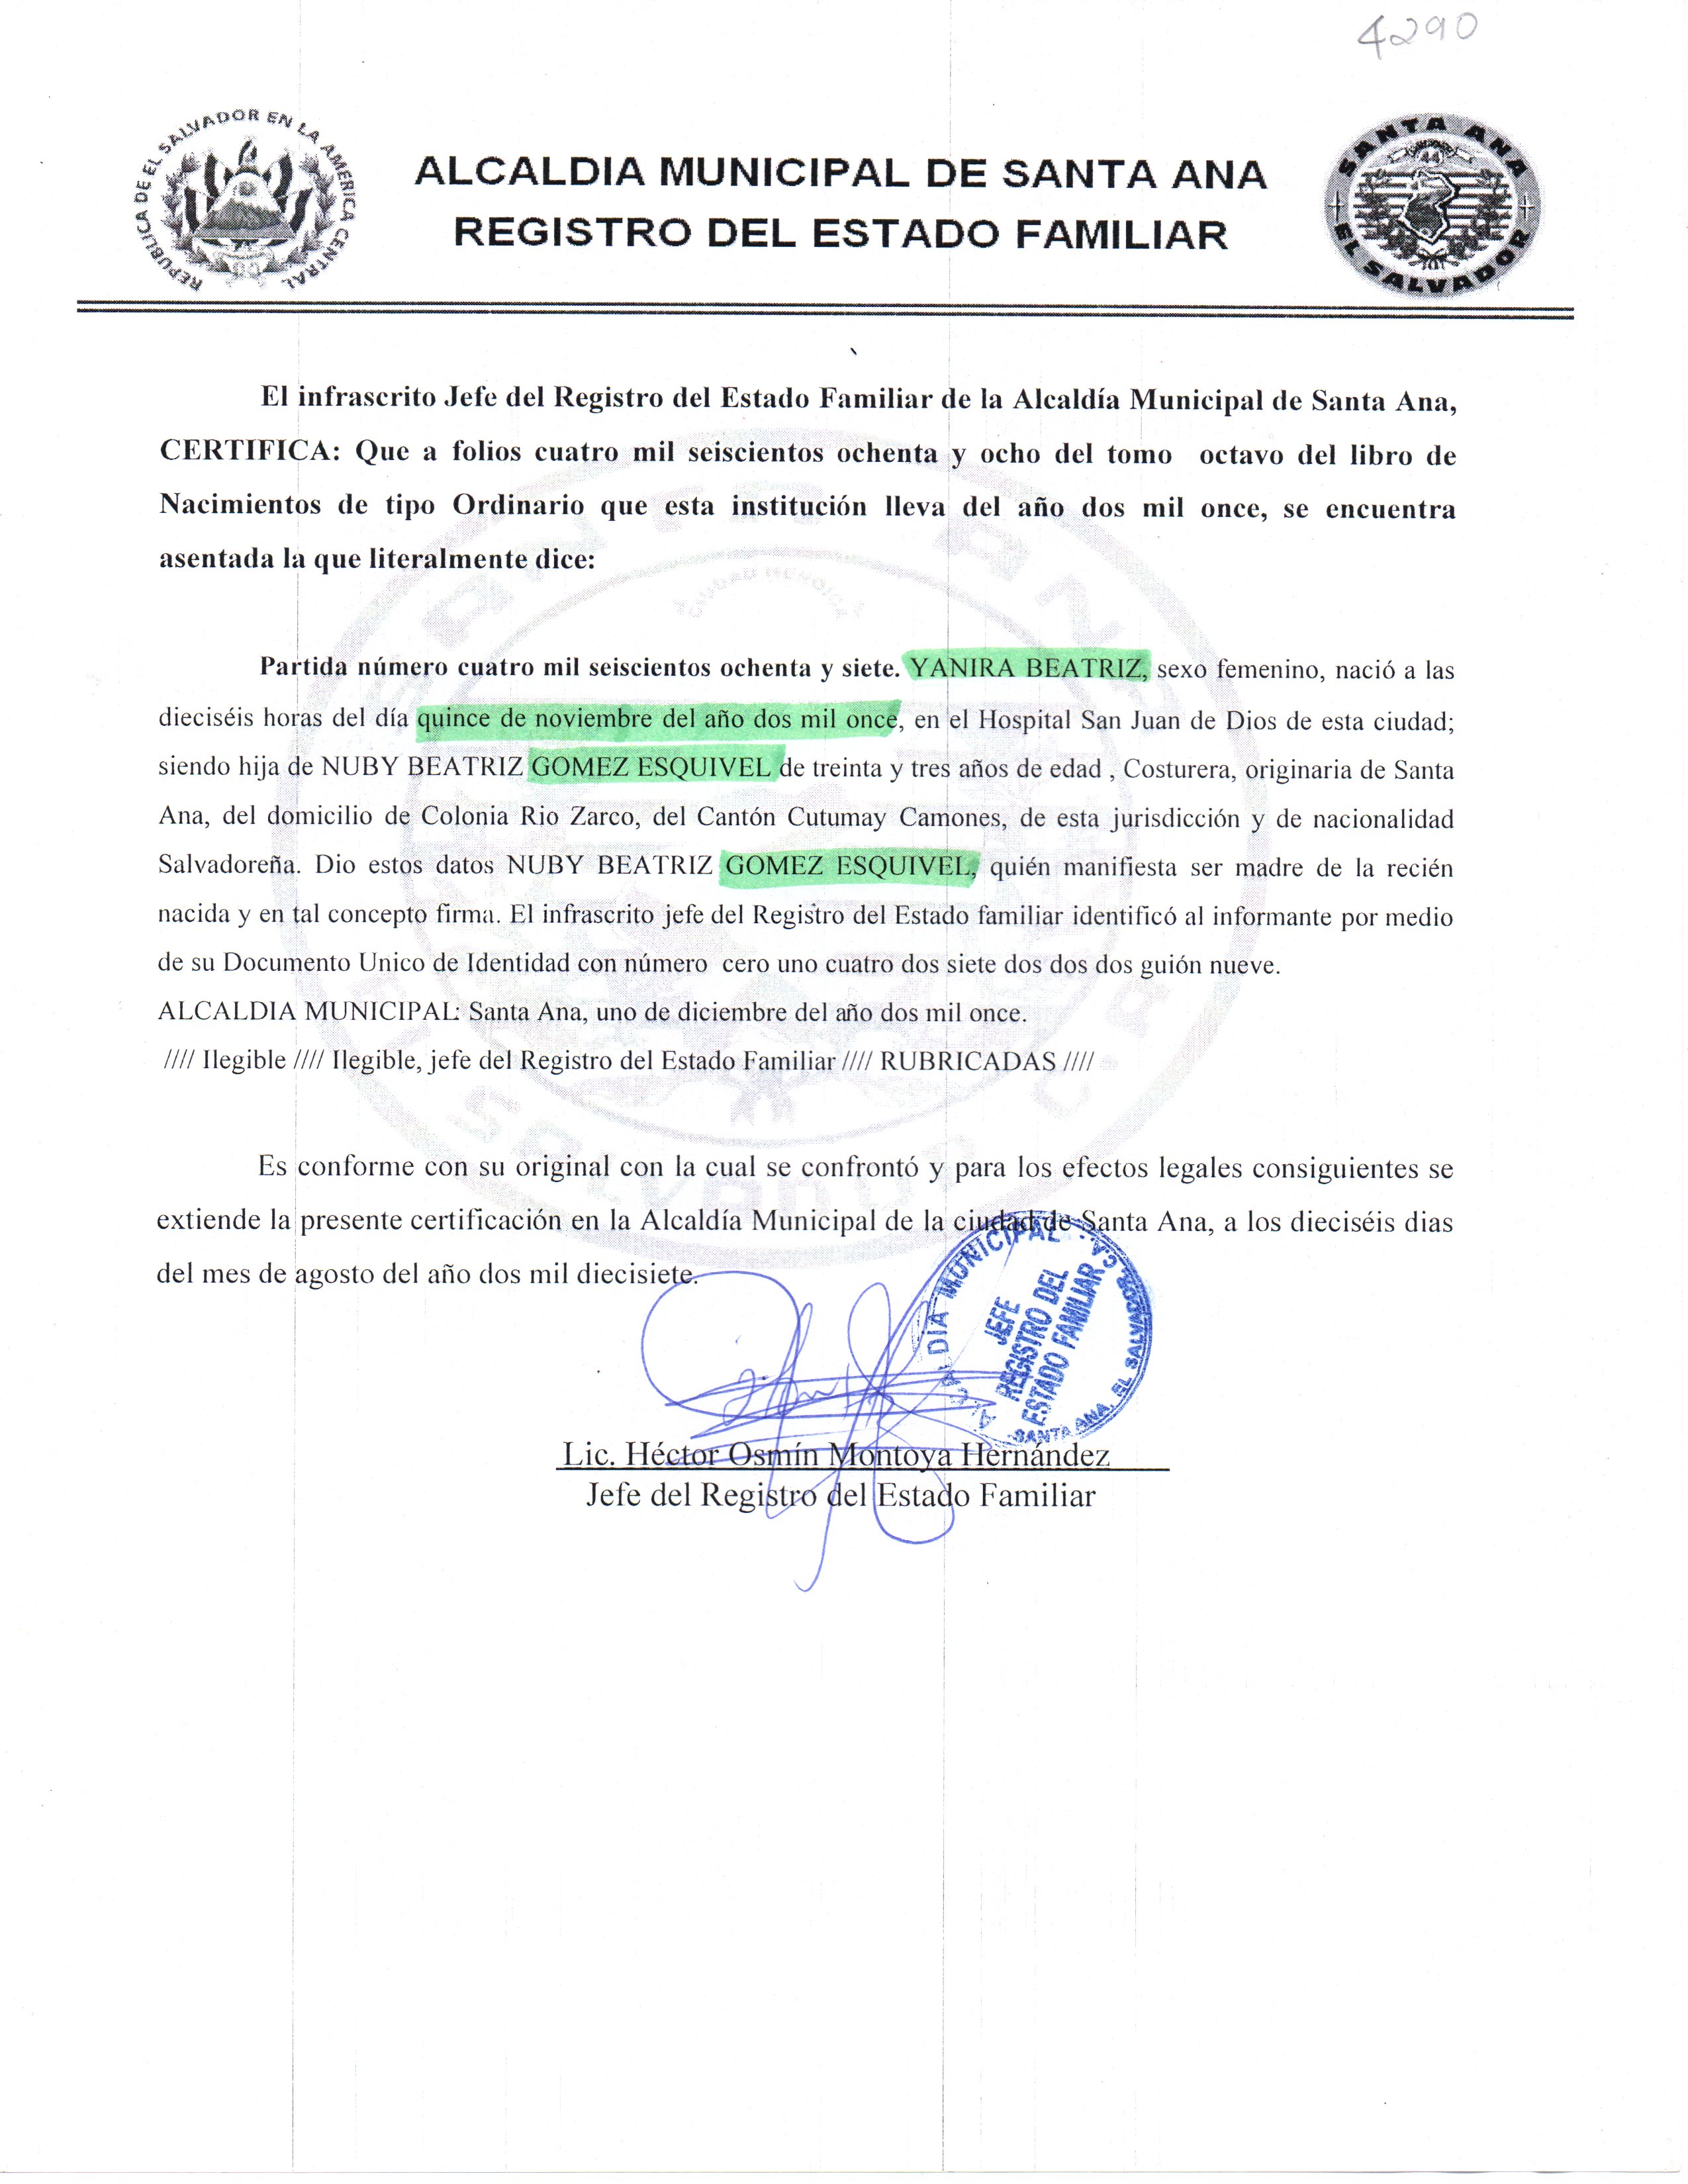 4290
REPUBLICA DE EL SALVADOR EN LA AMERICA CENTRAL
ALCALDIA MUNICIPAL DE SANTA ANA
REGISTRO DEL ESTADO FAMILIAR
SANTA ANA
44
EL SALVADOR
El infrascrito Jefe del Registro del Estado Familiar de la Alcaldía Municipal de Santa Ana,
CERTIFICA: Que a folios cuatro mil seiscientos ochenta y ocho del tomo octavo del libro de
Nacimientos de tipo Ordinario que esta institución lleva del año dos mil once, se encuentra
asentada la que literalmente dice:
CIUDAD HEROICA
Partida número cuatro mil seiscientos ochenta y siete. YANIRA BEATRIZ, sexo femenino, nació a las
dieciséis horas del día quince de noviembre del año dos mil once, en el Hospital San Juan de Dios de esta ciudad;
siendo hija de NUBY BEATRIZ GOMEZ ESQUIVEL de treinta y tres años de edad , Costurera, originaria de Santa
Ana, del domicilio de Colonia Rio Zarco, del Cantón Cutumay Camones, de esta jurisdicción y de nacionalidad
Salvadoreña. Dio estos datos NUBY BEATRIZ GOMEZ ESQUIVEL, quién manifiesta ser madre de la recién
nacida y en tal concepto firma. El infrascrito jefe del Registro del Estado familiar identificó al informante por medio
de su Documento Unico de Identidad con número cero uno cuatro dos siete dos dos dos guión nueve.
ALCALDIA MUNICIPAL: Santa Ana, uno de diciembre del año dos mil once.
//// Ilegible //// Ilegible, jefe del Registro del Estado Familiar //// RUBRICADAS ////
Es conforme con su original con la cual se confrontó y para los efectos legales consiguientes se
extiende la presente certificación en la Alcaldía Municipal de la ciudad de Santa Ana, a los dieciséis dias
del mes de agosto del año dos mil diecisiete.
ALCALDIA MUNICIPAL
JEFE
REGISTRO DEL
ESTADO FAMILIAR
SANTA ANA, EL SALVADOR, C.A.
Lic. Héctor Osmín Montoya Hernández
Jefe del Registro del Estado Familiar